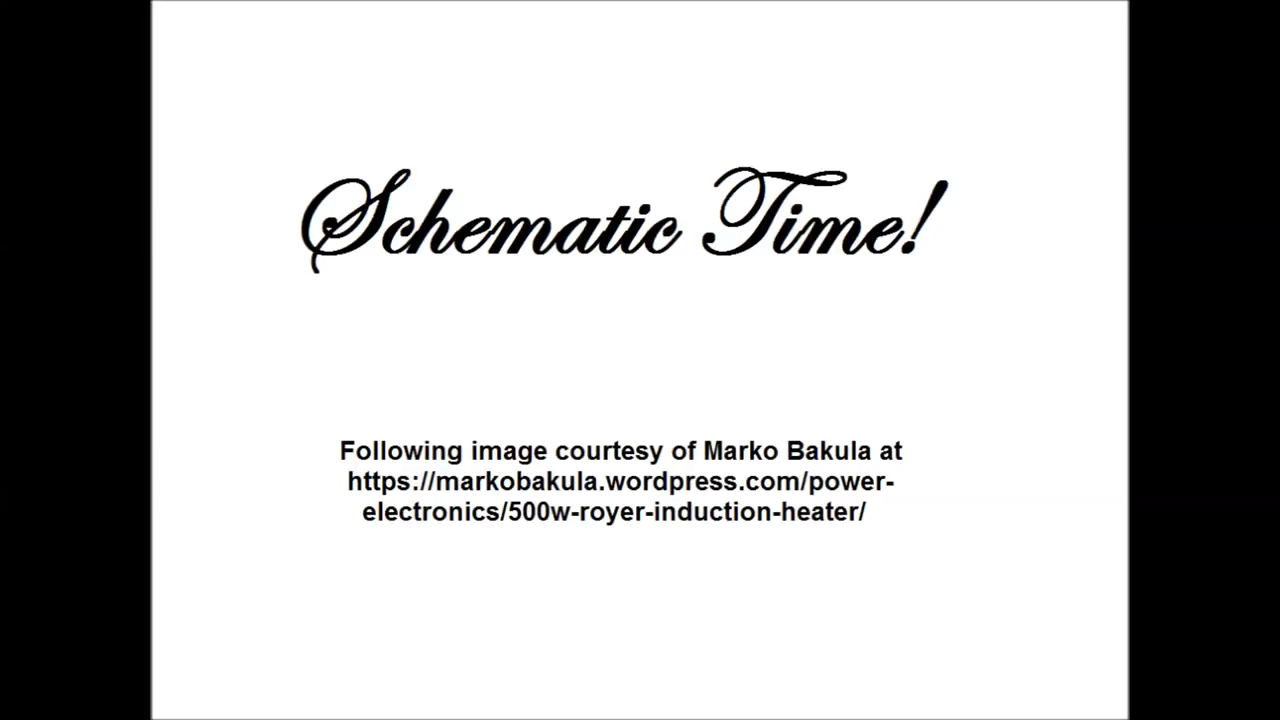 Schematic Time!
Following image courtesy of Marko Bakula at
https://markobakula.wordpress.com/power-
electronics/500w-royer-induction-heater/